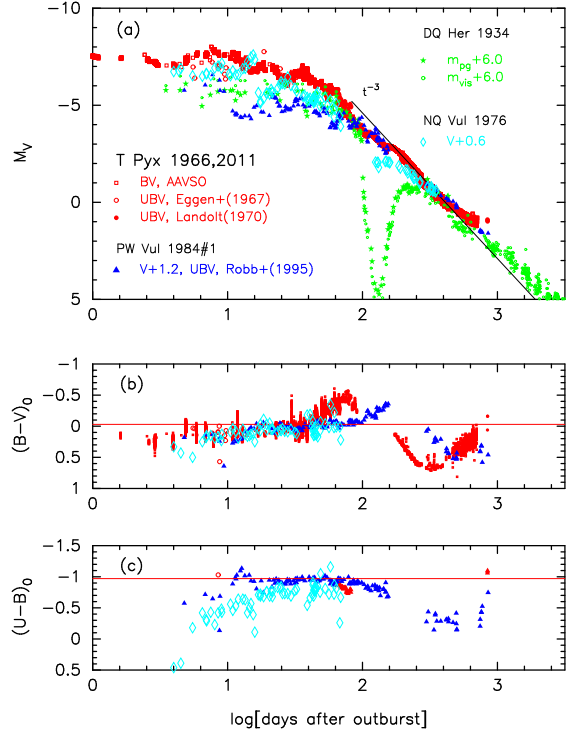 (a)
DQ Her 1934
m_pg+6.0
m_vis+6.0
t^-3
NQ Vul 1976
V+0.6
T Pyx 1966,2011
BV, AAVSO
UBV, Eggen+(1967)
UBV, Landolt(1970)
PW Vul 1984#1
V+1.2, UBV, Robb+(1995)
M_V
-10
-5
0
5
0
1
2
3
(b)
(B-V)_0
-1
-0.5
0
0.5
1
0
1
2
3
(c)
(U-B)_0
-1.5
-1
-0.5
0
0.5
0
1
2
3
log[days after outburst]